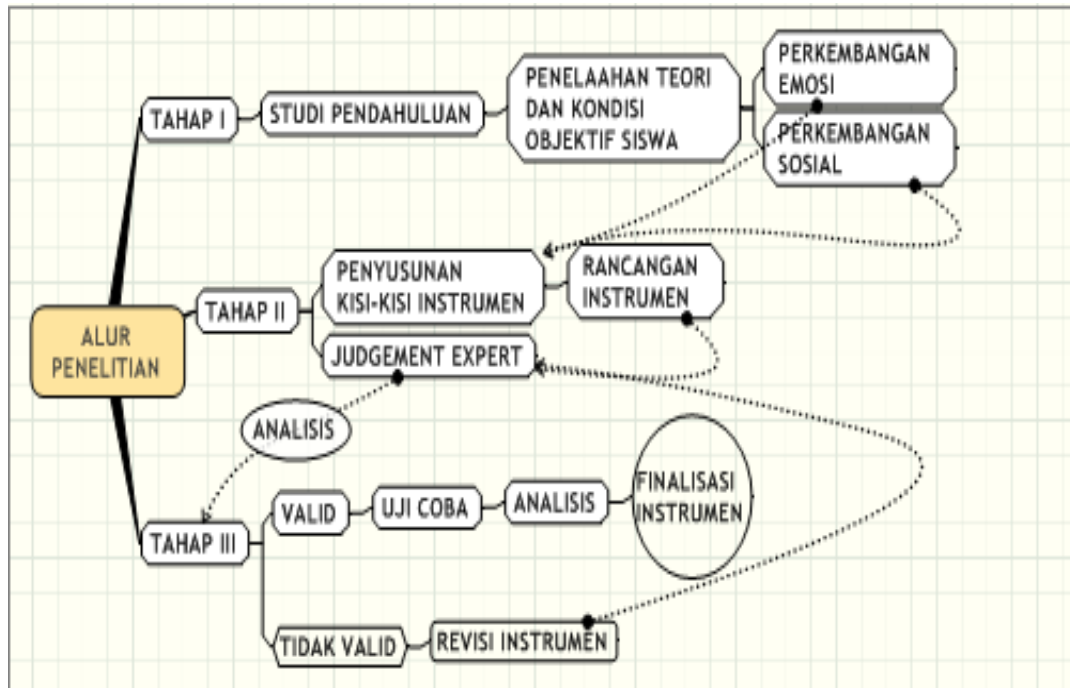 PERKEMBANGAN
EMOSI
PENELAAHAN TEORI
DAN KONDISI
OBJEKTIF SISWA
TAHAP I
STUDI PENDAHULUAN
PERKEMBANGAN
SOSIAL
PENYUSUNAN
KISI-KISI INSTRUMEN
RANCANGAN
INSTRUMEN
TAHAP II
ALUR
PENELITIAN
JUDGEMENT EXPERT
ANALISIS
TAHAP III
VALID
UJI COBA
ANALISIS
FINALISASI
INSTRUMEN
TIDAK VALID
REVISI INSTRUMEN